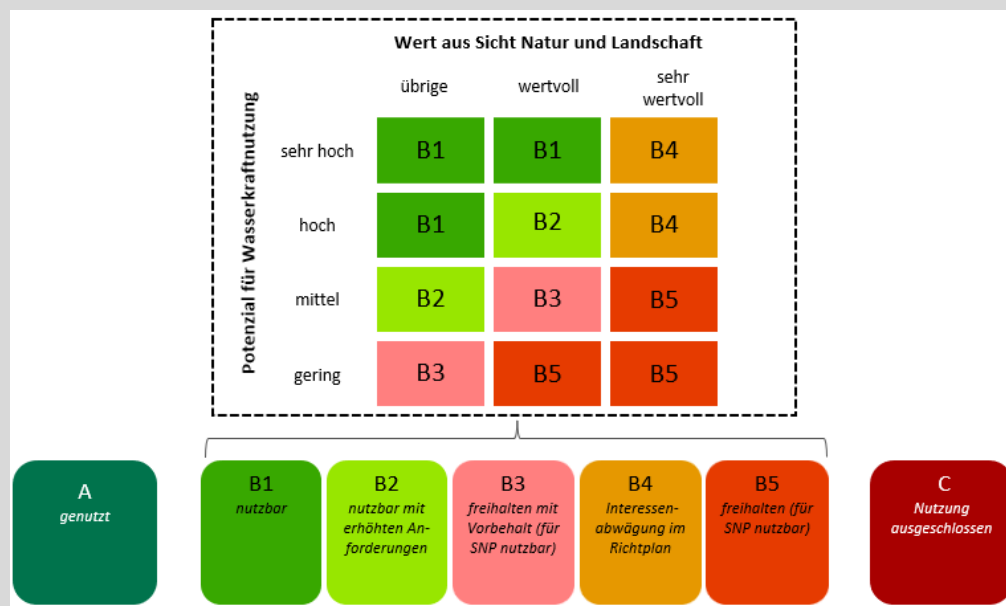 Wert aus Sicht Natur und Landschaft
übrige
wertvoll
sehr
wertvoll
Potenzial für Wasserkraftnutzung
sehr hoch
B1
B1
B4
hoch
B1
B2
B4
mittel
B2
B3
B5
gering
B3
B5
B5
A
genutzt
B1
nutzbar
B2
nutzbar mit
erhöhten An-
forderungen
B3
freihalten mit
Vorbehalt (für
SNP nutzbar)
B4
Interessen-
abwägung im
Richtplan
B5
freihalten (für
SNP nutzbar)
C
Nutzung
ausgeschlossen